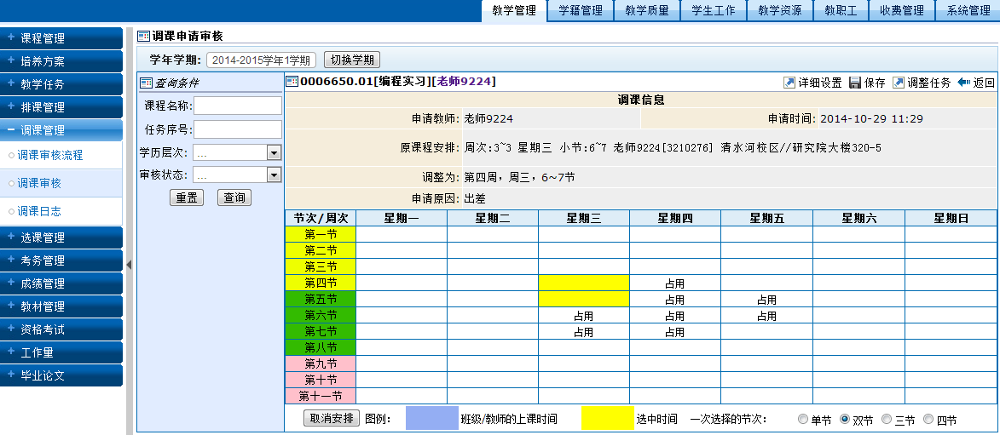 教学管理 学籍管理 教学质量 学生工作 教学资源 教职工 收费管理 系统管理
课程管理
培养方案
教学任务
排课管理
调课管理
调课审核流程
调课审核
调课日志
选课管理
考务管理
成绩管理
教材管理
资格考试
工作量
毕业论文
调课申请审核
学年学期: 2014-2015学年1学期 切换学期
查询条件
课程名称:
任务序号:
学历层次: ...
审核状态: ...
重置 查询
0006650.01[编程实习][老师9224] 详细设置 保存 调整任务 返回
调课信息
申请教师: 老师9224 申请时间: 2014-10-29 11:29
原课程安排: 周次:3~3 星期三 小节:6~7 老师9224[3210276] 清水河校区//研究院大楼320-5
调整为: 第四周，周三，6~7节
申请原因: 出差
节次/周次 星期一 星期二 星期三 星期四 星期五 星期六 星期日
第一节
第二节
第三节
第四节 占用
第五节 占用 占用
第六节 占用 占用 占用
第七节 占用 占用
第八节
第九节
第十节
第十一节
取消安排 图例： 班级/教师的上课时间 选中时间 一次选择的节次： 单节 双节 三节 四节